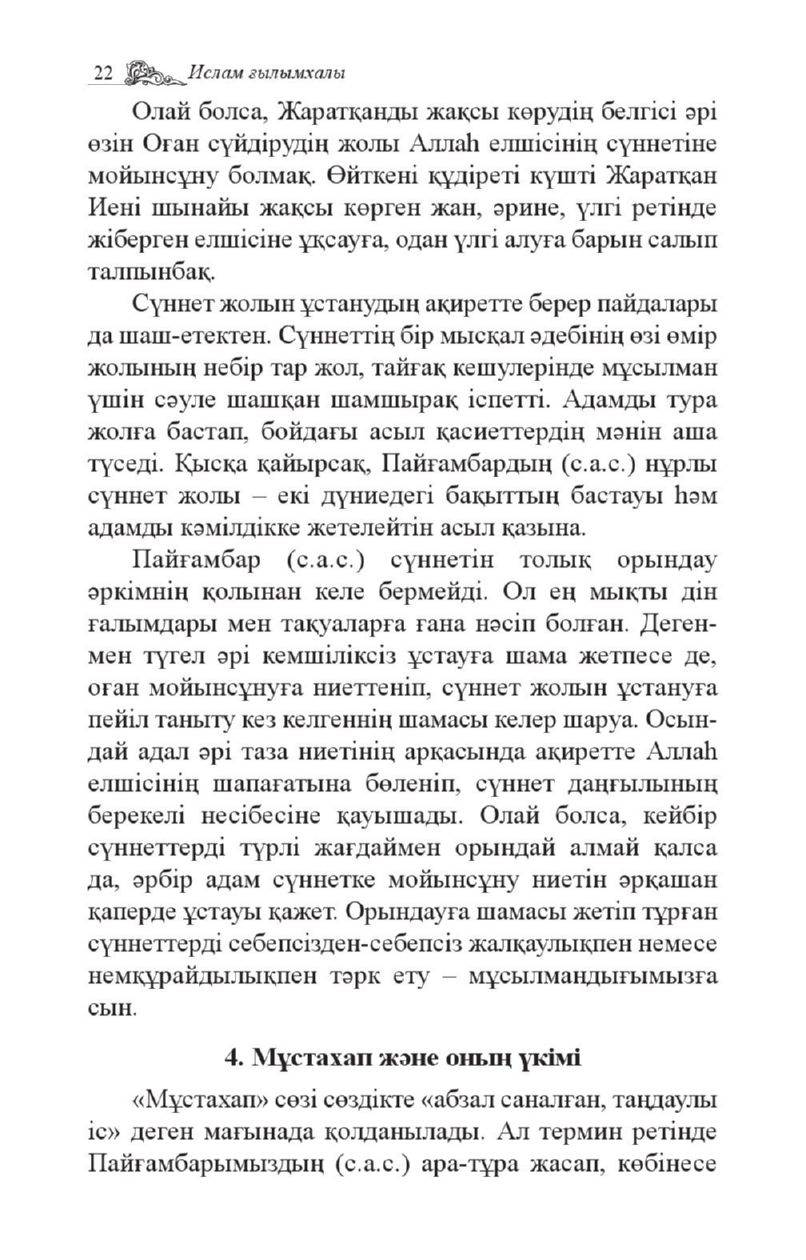 22 Ислам ғылымхалы
Олай болса, Жаратқанды жақсы көрудің белгісі әрі
өзін Оған сүйдірудің жолы Аллаһ елшісінің сүннетіне
мойынсұну болмақ. Өйткені құдіреті күшті Жаратқан
Иені шынайы жақсы көрген жан, әрине, үлгі ретінде
жіберген елшісіне ұқсауға, одан үлгі алуға барын салып
талпынбақ.
Сүннет жолын ұстанудың ақиретте берер пайдалары
да шаш-етектен. Сүннеттің бір мысқал әдебінің өзі өмір
жолының небір тар жол, тайғақ кешулерінде мұсылман
үшін сәуле шашқан шамшырақ іспетті. Адамды тура
жолға бастап, бойдағы асыл қасиеттердің мәнін аша
түседі. Қысқа қайырсақ, Пайғамбардың (с.а.с.) нұрлы
сүннет жолы – екі дүниедегі бақыттың бастауы һәм
адамды кәмілдікке жетелейтін асыл қазына.
Пайғамбар (с.а.с.) сүннетін толық орындау
әркімнің қолынан келе бермейді. Ол ең мықты дін
ғалымдары мен тақуаларға ғана нәсіп болған. Деген-
мен түгел әрі кемшіліксіз ұстауға шама жетпесе де,
оған мойынсұнуға ниеттеніп, сүннет жолын ұстануға
пейіл таныту кез келгеннің шамасы келер шаруа. Осын-
дай адал әрі таза ниетінің арқасында ақиретте Аллаһ
елшісінің шапағатына бөленіп, сүннет даңғылының
берекелі несібесіне қауышады. Олай болса, кейбір
сүннеттерді түрлі жағдаймен орындай алмай қалса
да, әрбір адам сүннетке мойынсұну ниетін әрқашан
қаперде ұстауы қажет. Орындауға шамасы жетіп тұрған
сүннеттерді себепсізден-себепсіз жалқаулықпен немесе
немқұрайдылықпен тәрк ету – мұсылмандығымызға
сын.
4. Мұстахап және оның үкімі
«Мұстахап» сөзі сөздікте «абзал саналған, таңдаулы
іс» деген мағынада қолданылады. Ал термин ретінде
Пайғамбарымыздың (с.а.с.) ара-тұра жасап, көбінесе